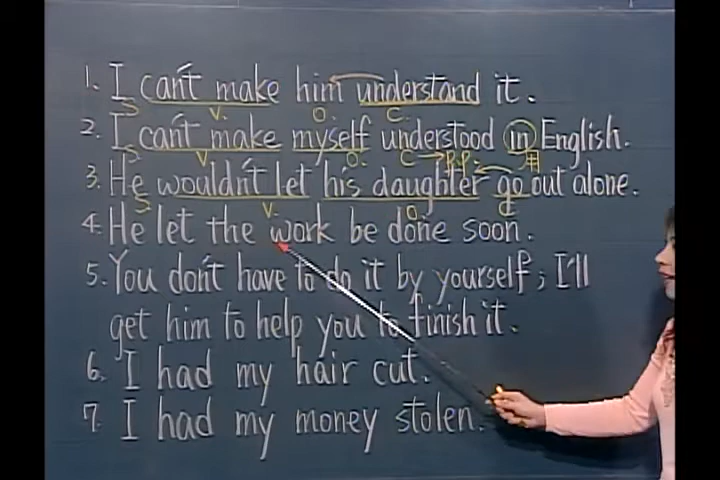 1. I can't make him understand it.
S V. O. C.
2. I can't make myself understood in English.
S. V O. C → P.P. 用
3. He wouldn't let his daughter go out alone.
S. V. O. C
4. He let the work be done soon.
5. You don't have to do it by yourself; I'll
get him to help you to finish it.
6. I had my hair cut.
7. I had my money stolen.